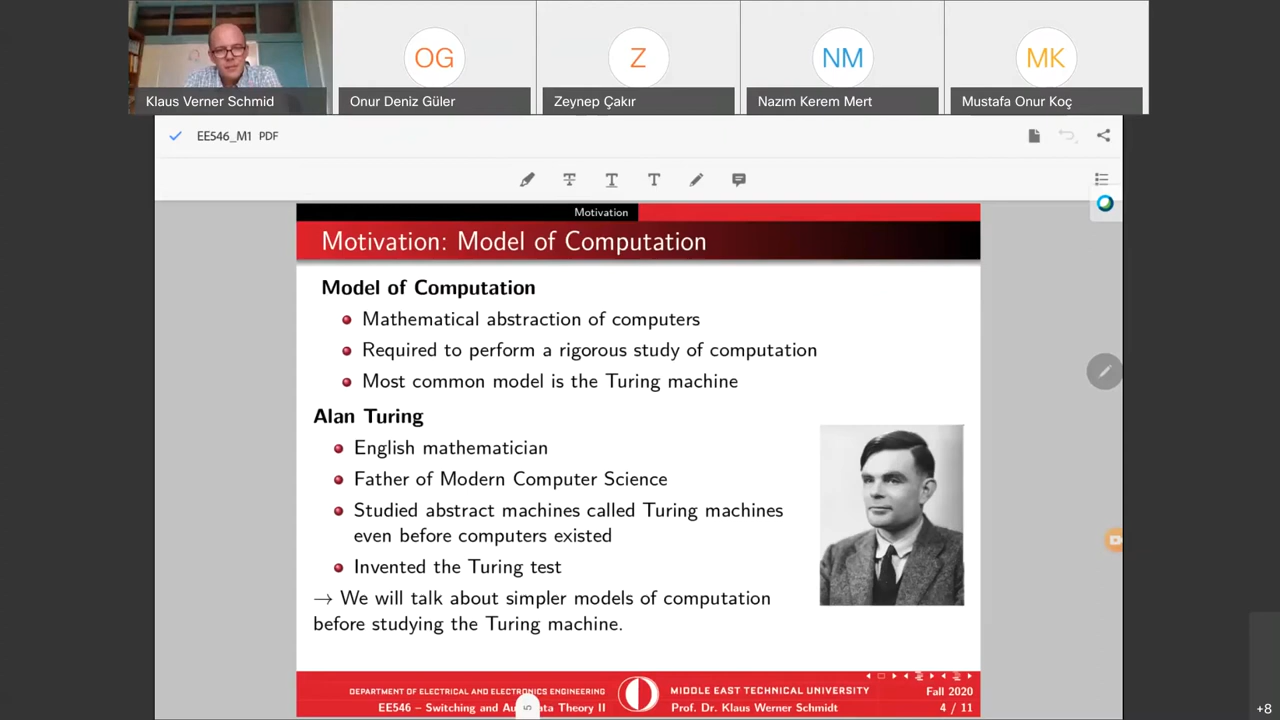 OG
Z
NM
MK
Klaus Verner Schmid
Onur Deniz Güler
Zeynep Çakır
Nazım Kerem Mert
Mustafa Onur Koç
EE546_M1 PDF
Motivation
Motivation: Model of Computation
Model of Computation
Mathematical abstraction of computers
Required to perform a rigorous study of computation
Most common model is the Turing machine
Alan Turing
English mathematician
Father of Modern Computer Science
Studied abstract machines called Turing machines
even before computers existed
Invented the Turing test
→ We will talk about simpler models of computation
before studying the Turing machine.
DEPARTMENT OF ELECTRICAL AND ELECTRONICS ENGINEERING
MIDDLE EAST TECHNICAL UNIVERSITY
Fall 2020
EE546 – Switching and Automata Theory II
Prof. Dr. Klaus Werner Schmidt
4 / 11
5
+8